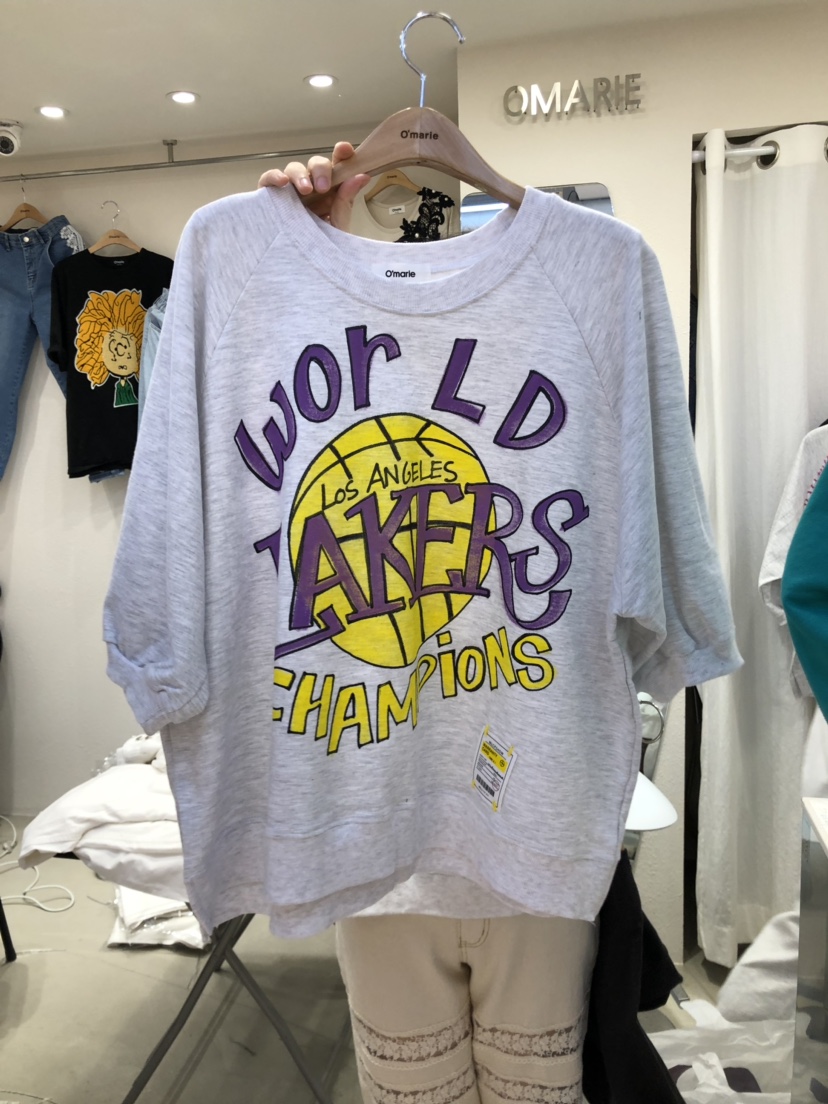 OMARIE
O'marie
O'marie
WorLD
LOS ANGELES
LAKERS
CHAMPiONS